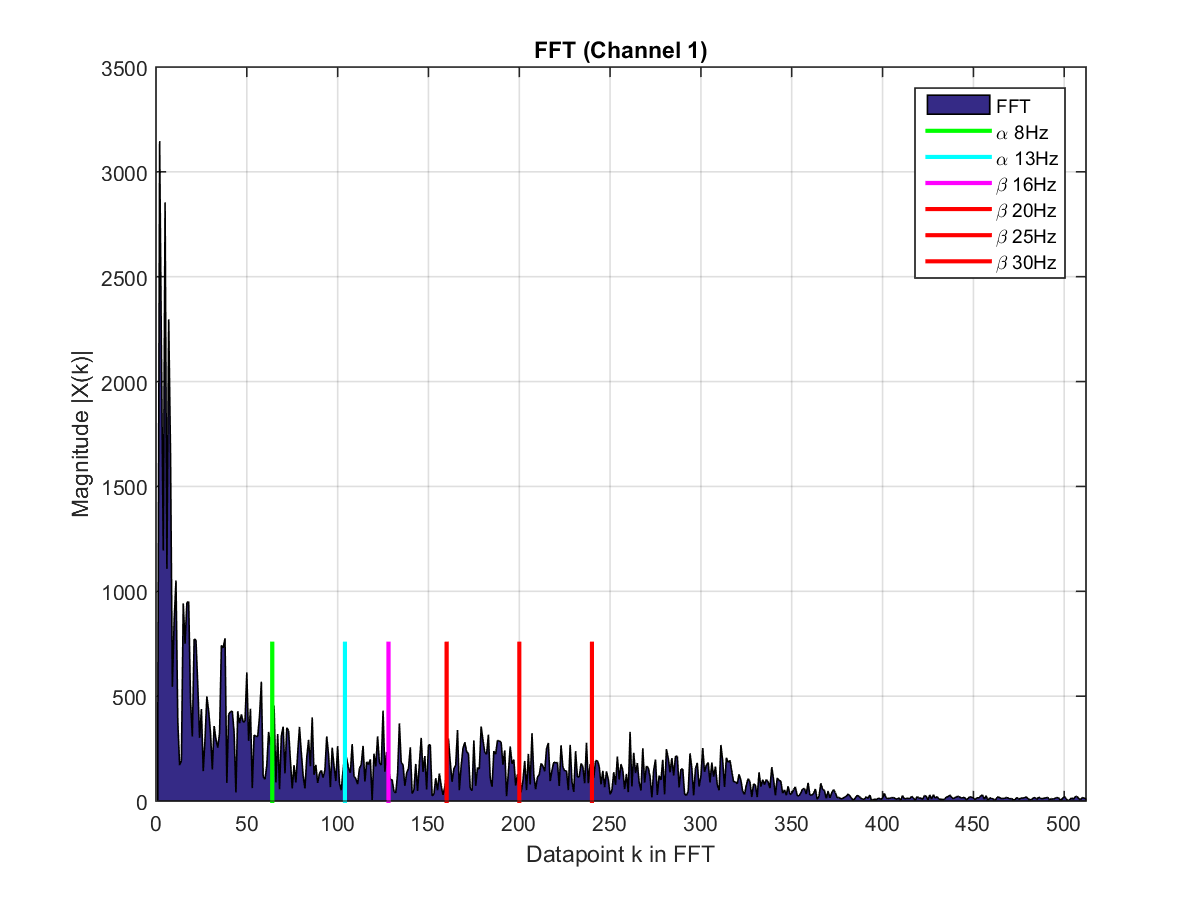 FFT (Channel 1)
3500
3000
2500
2000
1500
1000
500
0
Magnitude |X(k)|
FFT
α 8Hz
α 13Hz
β 16Hz
β 20Hz
β 25Hz
β 30Hz
0 50 100 150 200 250 300 350 400 450 500
Datapoint k in FFT